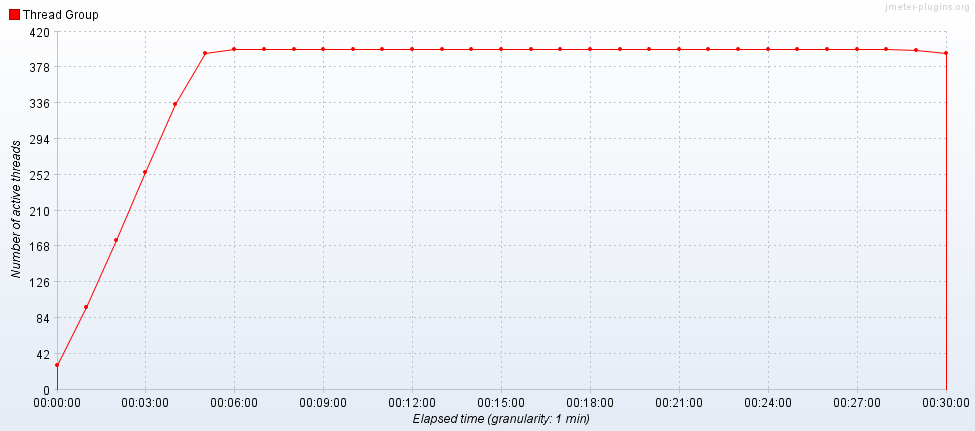 jmeter-plugins.org
Thread Group
420
378
336
294
252
210
168
126
84
42
0
Number of active threads
00:00:00 00:03:00 00:06:00 00:09:00 00:12:00 00:15:00 00:18:00 00:21:00 00:24:00 00:27:00 00:30:00
Elapsed time (granularity: 1 min)